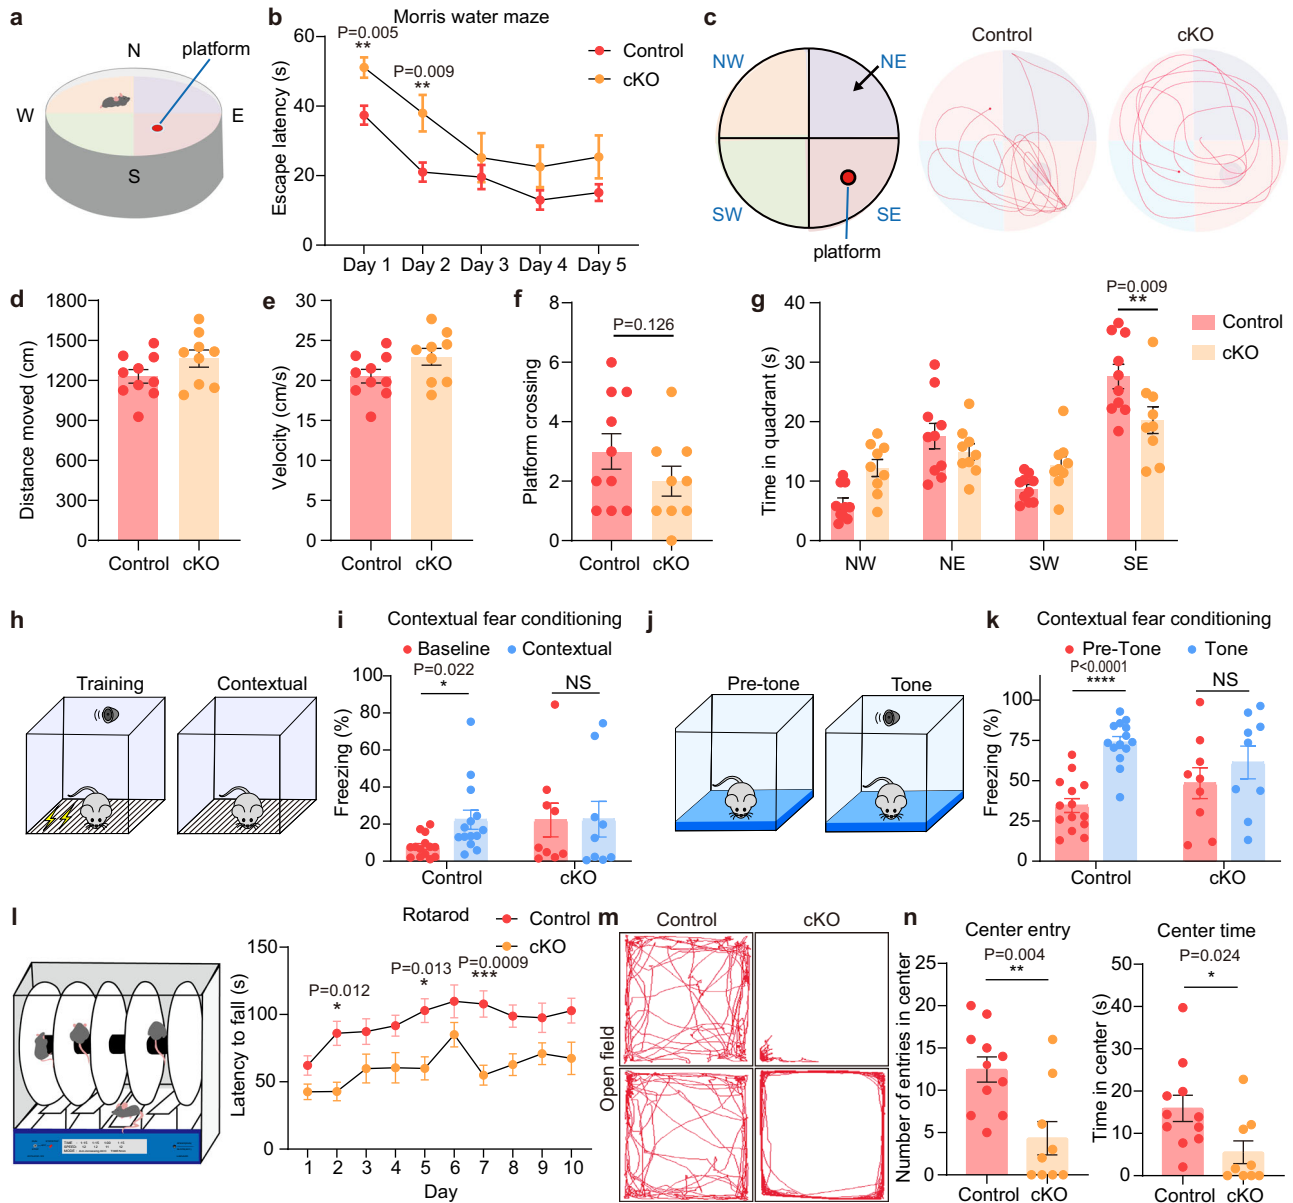 a
N
platform
W
E
S
b
Morris water maze
P=0.005
**
P=0.009
**
Control
cKO
Escape latency (s)
60
40
20
0
Day 1 Day 2 Day 3 Day 4 Day 5
c
NW
NE
SW
SE
platform
Control
cKO
d
Distance moved (cm)
1800
1500
1200
900
600
300
0
Control cKO
e
Velocity (cm/s)
30
25
20
15
10
5
0
Control cKO
f
Platform crossing
8
6
4
2
0
P=0.126
Control cKO
g
Time in quadrant (s)
40
30
20
10
0
P=0.009
**
Control
cKO
NW NE SW SE
h
Training
Contextual
i
Contextual fear conditioning
Baseline Contextual
P=0.022
*
NS
Freezing (%)
100
80
60
40
20
0
Control cKO
j
Pre-tone
Tone
k
Contextual fear conditioning
Pre-Tone Tone
P<0.0001
****
NS
Freezing (%)
100
75
50
25
0
Control cKO
l
Rotarod
Control
cKO
P=0.012
*
P=0.013
*
P=0.0009
***
Latency to fall (s)
150
100
50
0
1 2 3 4 5 6 7 8 9 10
Day
m
Control
cKO
Open field
n
Center entry
P=0.004
**
Number of entries in center
25
20
15
10
5
0
Control cKO
Center time
P=0.024
*
Time in center (s)
50
40
30
20
10
0
Control cKO